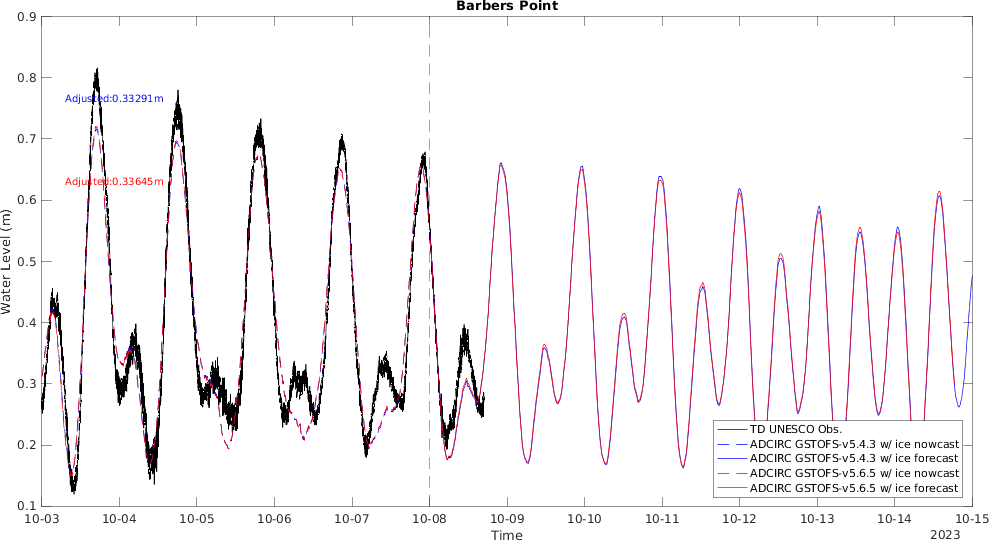 Barbers Point
0.9
0.8
0.7
0.6
0.5
0.4
0.3
0.2
0.1
Water Level (m)
Adjusted:0.33291m
Adjusted:0.33645m
TD UNESCO Obs.
ADCIRC GSTOFS-v5.4.3 w/ ice nowcast
ADCIRC GSTOFS-v5.4.3 w/ ice forecast
ADCIRC GSTOFS-v5.6.5 w/ ice nowcast
ADCIRC GSTOFS-v5.6.5 w/ ice forecast
10-03 10-04 10-05 10-06 10-07 10-08 10-09 10-10 10-11 10-12 10-13 10-14 10-15
Time
2023